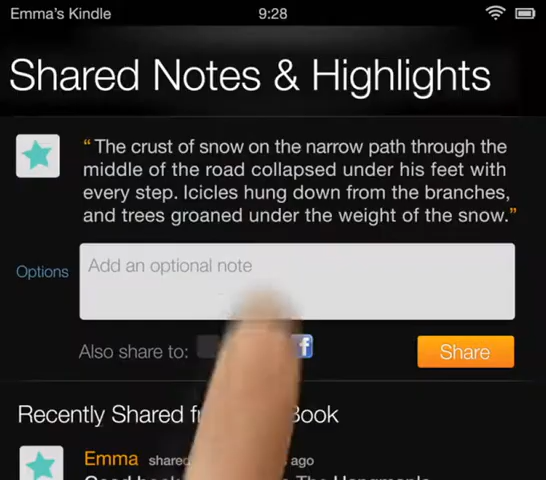 Emma's Kindle 9:28
Shared Notes & Highlights
“The crust of snow on the narrow path through the
middle of the road collapsed under his feet with
every step. Icicles hung down from the branches,
and trees groaned under the weight of the snow.”
Options
Add an optional note
Also share to: f
Share
Recently Shared Book
Emma shared ago